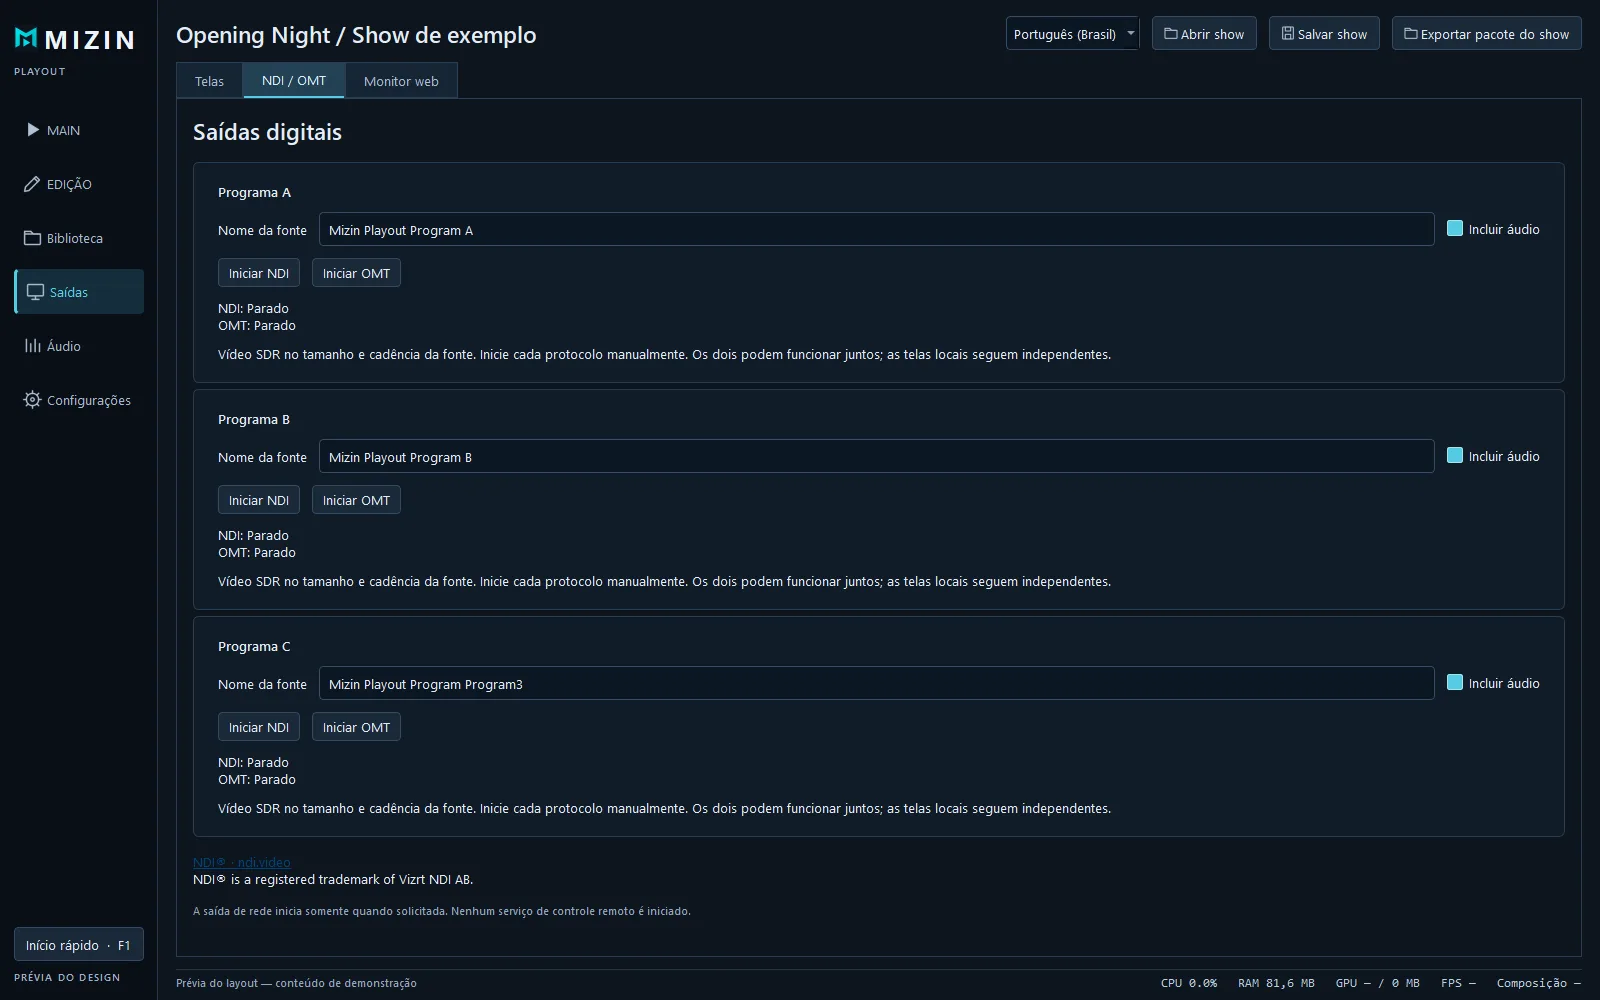 MIZIN
PLAYOUT
MAIN
EDIÇÃO
Biblioteca
Saídas
Áudio
Configurações
Início rápido · F1
PRÉVIA DO DESIGN
Opening Night / Show de exemplo
Português (Brasil)
Abrir show
Salvar show
Exportar pacote do show
Telas
NDI / OMT
Monitor web
Saídas digitais
Programa A
Nome da fonte
Mizin Playout Program A
Incluir áudio
Iniciar NDI
Iniciar OMT
NDI: Parado
OMT: Parado
Vídeo SDR no tamanho e cadência da fonte. Inicie cada protocolo manualmente. Os dois podem funcionar juntos; as telas locais seguem independentes.
Programa B
Nome da fonte
Mizin Playout Program B
Incluir áudio
Iniciar NDI
Iniciar OMT
NDI: Parado
OMT: Parado
Vídeo SDR no tamanho e cadência da fonte. Inicie cada protocolo manualmente. Os dois podem funcionar juntos; as telas locais seguem independentes.
Programa C
Nome da fonte
Mizin Playout Program Program3
Incluir áudio
Iniciar NDI
Iniciar OMT
NDI: Parado
OMT: Parado
Vídeo SDR no tamanho e cadência da fonte. Inicie cada protocolo manualmente. Os dois podem funcionar juntos; as telas locais seguem independentes.
NDI® · ndi.video
NDI® is a registered trademark of Vizrt NDI AB.
A saída de rede inicia somente quando solicitada. Nenhum serviço de controle remoto é iniciado.
Prévia do layout — conteúdo de demonstração
CPU 0.0%
RAM 81,6 MB
GPU — / 0 MB
FPS —
Composição —